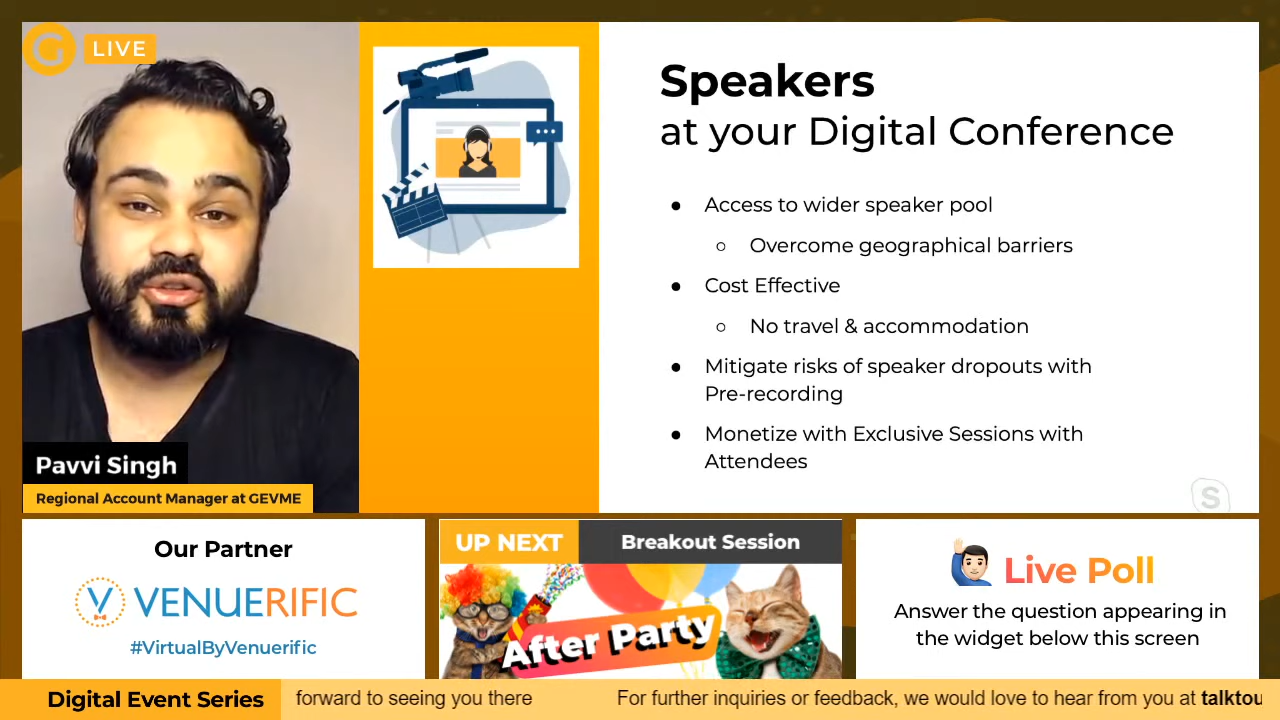 G LIVE
Speakers
at your Digital Conference
● Access to wider speaker pool
○ Overcome geographical barriers
● Cost Effective
○ No travel & accommodation
● Mitigate risks of speaker dropouts with
Pre-recording
● Monetize with Exclusive Sessions with
Attendees
S
Pavvi Singh
Regional Account Manager at GEVME
Our Partner
V VENUERIFIC
#VirtualByVenuerific
UP NEXT Breakout Session
After Party
Live Poll
Answer the question appearing in
the widget below this screen
Digital Event Series forward to seeing you there For further inquiries or feedback, we would love to hear from you at talktou